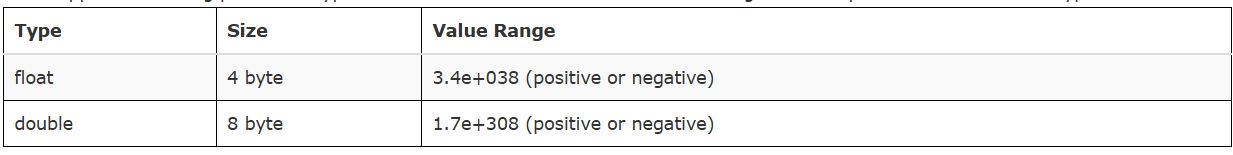 Type Size Value Range
float 4 byte 3.4e+038 (positive or negative)
double 8 byte 1.7e+308 (positive or negative)